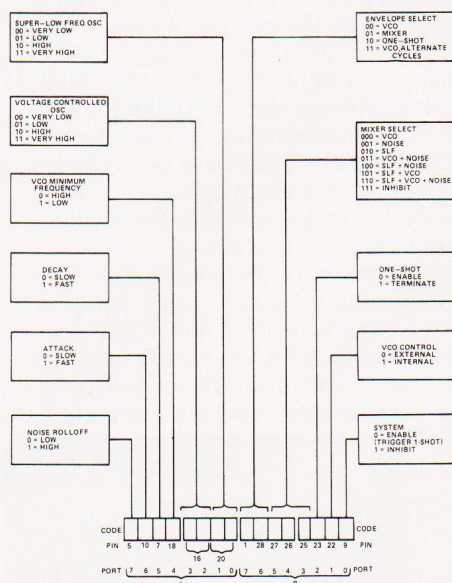 SUPER-LOW FREQ OSC
00 = VERY LOW
01 = LOW
10 = HIGH
11 = VERY HIGH
VOLTAGE CONTROLLED
OSC
00 = VERY LOW
01 = LOW
10 = HIGH
11 = VERY HIGH
VCO MINIMUM
FREQUENCY
0 = HIGH
1 = LOW
DECAY
0 = SLOW
1 = FAST
ATTACK
0 = SLOW
1 = FAST
NOISE ROLLOFF
0 = LOW
1 = HIGH
ENVELOPE SELECT
00 = VCO
01 = MIXER
10 = ONE-SHOT
11 = VCO, ALTERNATE
CYCLES
MIXER SELECT
000 = VCO
001 = NOISE
010 = SLF
011 = VCO + NOISE
100 = SLF + NOISE
101 = SLF + VCO
110 = SLF + VCO + NOISE
111 = INHIBIT
ONE-SHOT
0 = ENABLE
1 = TERMINATE
VCO CONTROL
0 = EXTERNAL
1 = INTERNAL
SYSTEM
0 = ENABLE
(TRIGGER 1-SHOT)
1 = INHIBIT
CODE CODE
PIN 5 10 7 18 16 20 1 28 27 26 25 23 22 9 PIN
PORT 7 6 5 4 3 2 1 0 7 6 5 4 3 2 1 0 PORT